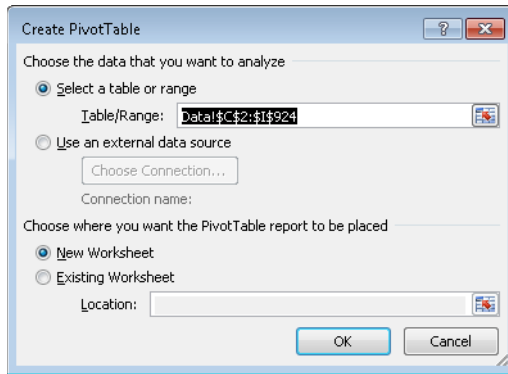 Create PivotTable
Choose the data that you want to analyze
Select a table or range
Table/Range: Data!$C$2:$I$924
Use an external data source
Choose Connection...
Connection name:
Choose where you want the PivotTable report to be placed
New Worksheet
Existing Worksheet
Location:
OK Cancel